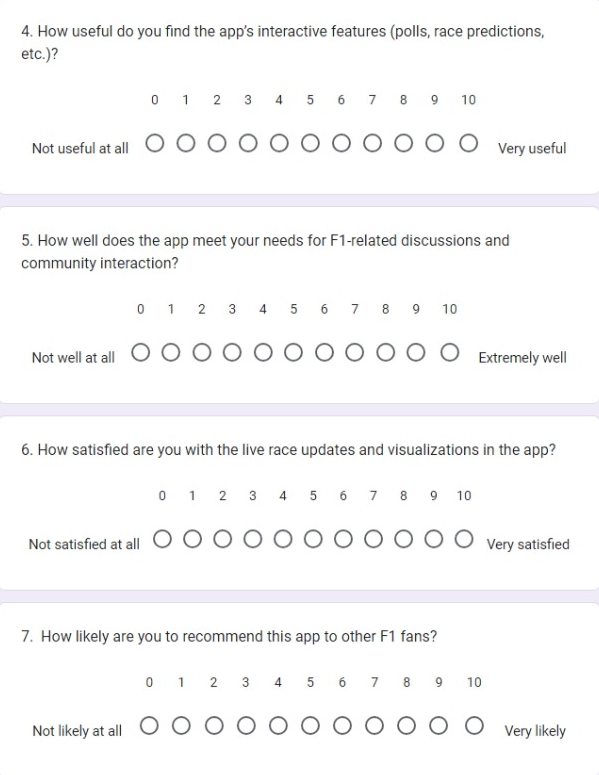 4. How useful do you find the app's interactive features (polls, race predictions,
etc.)?
0 1 2 3 4 5 6 7 8 9 10
Not useful at all Very useful
5. How well does the app meet your needs for F1-related discussions and
community interaction?
0 1 2 3 4 5 6 7 8 9 10
Not well at all Extremely well
6. How satisfied are you with the live race updates and visualizations in the app?
0 1 2 3 4 5 6 7 8 9 10
Not satisfied at all Very satisfied
7. How likely are you to recommend this app to other F1 fans?
0 1 2 3 4 5 6 7 8 9 10
Not likely at all Very likely